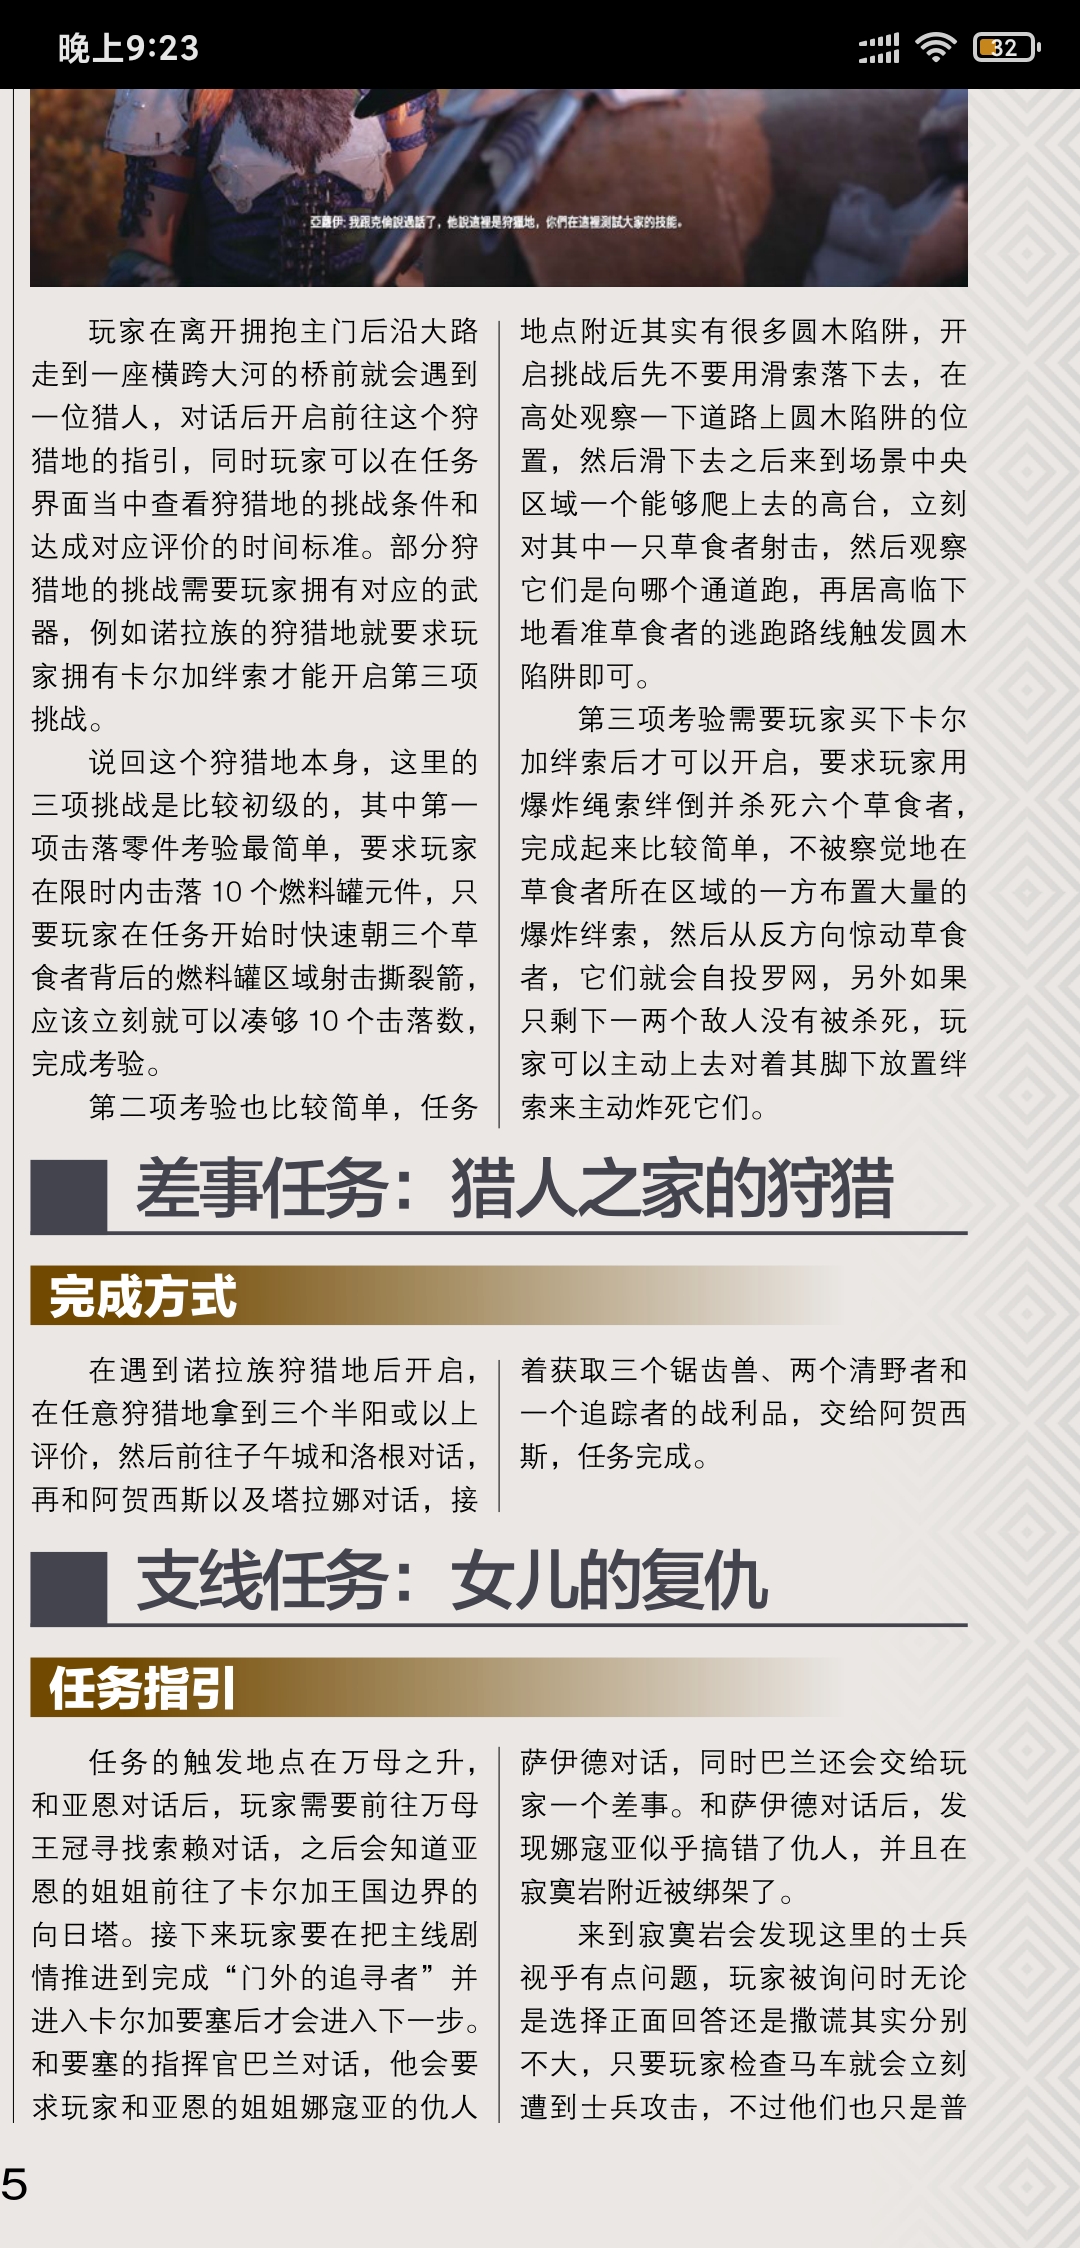 晚上9:23
32
亞蘿伊: 我跟克倫說過話了，他說這裡是狩獵地，你們在這裡測試大家的技能。
玩家在离开拥抱主门后沿大路
走到一座横跨大河的桥前就会遇到
一位猎人，对话后开启前往这个狩
猎地的指引，同时玩家可以在任务
界面当中查看狩猎地的挑战条件和
达成对应评价的时间标准。部分狩
猎地的挑战需要玩家拥有对应的武
器，例如诺拉族的狩猎地就要求玩
家拥有卡尔加绊索才能开启第三项
挑战。
说回这个狩猎地本身，这里的
三项挑战是比较初级的，其中第一
项击落零件考验最简单，要求玩家
在限时内击落 10 个燃料罐元件，只
要玩家在任务开始时快速朝三个草
食者背后的燃料罐区域射击撕裂箭，
应该立刻就可以凑够 10 个击落数，
完成考验。
第二项考验也比较简单，任务
地点附近其实有很多圆木陷阱，开
启挑战后先不要用滑索落下去，在
高处观察一下道路上圆木陷阱的位
置，然后滑下去之后来到场景中央
区域一个能够爬上去的高台，立刻
对其中一只草食者射击，然后观察
它们是向哪个通道跑，再居高临下
地看准草食者的逃跑路线触发圆木
陷阱即可。
第三项考验需要玩家买下卡尔
加绊索后才可以开启，要求玩家用
爆炸绳索绊倒并杀死六个草食者，
完成起来比较简单，不被察觉地在
草食者所在区域的一方布置大量的
爆炸绊索，然后从反方向惊动草食
者，它们就会自投罗网，另外如果
只剩下一两个敌人没有被杀死，玩
家可以主动上去对着其脚下放置绊
索来主动炸死它们。
差事任务：猎人之家的狩猎
完成方式
在遇到诺拉族狩猎地后开启，
在任意狩猎地拿到三个半阳或以上
评价，然后前往子午城和洛根对话，
再和阿贺西斯以及塔拉娜对话，接
着获取三个锯齿兽、两个清野者和
一个追踪者的战利品，交给阿贺西
斯，任务完成。
支线任务：女儿的复仇
任务指引
任务的触发地点在万母之升，
和亚恩对话后，玩家需要前往万母
王冠寻找索赖对话，之后会知道亚
恩的姐姐前往了卡尔加王国边界的
向日塔。接下来玩家要在把主线剧
情推进到完成“门外的追寻者”并
进入卡尔加要塞后才会进入下一步。
和要塞的指挥官巴兰对话，他会要
求玩家和亚恩的姐姐娜寇亚的仇人
萨伊德对话，同时巴兰还会交给玩
家一个差事。和萨伊德对话后，发
现娜寇亚似乎搞错了仇人，并且在
寂寞岩附近被绑架了。
来到寂寞岩会发现这里的士兵
视乎有点问题，玩家被询问时无论
是选择正面回答还是撒谎其实分别
不大，只要玩家检查马车就会立刻
遭到士兵攻击，不过他们也只是普
5